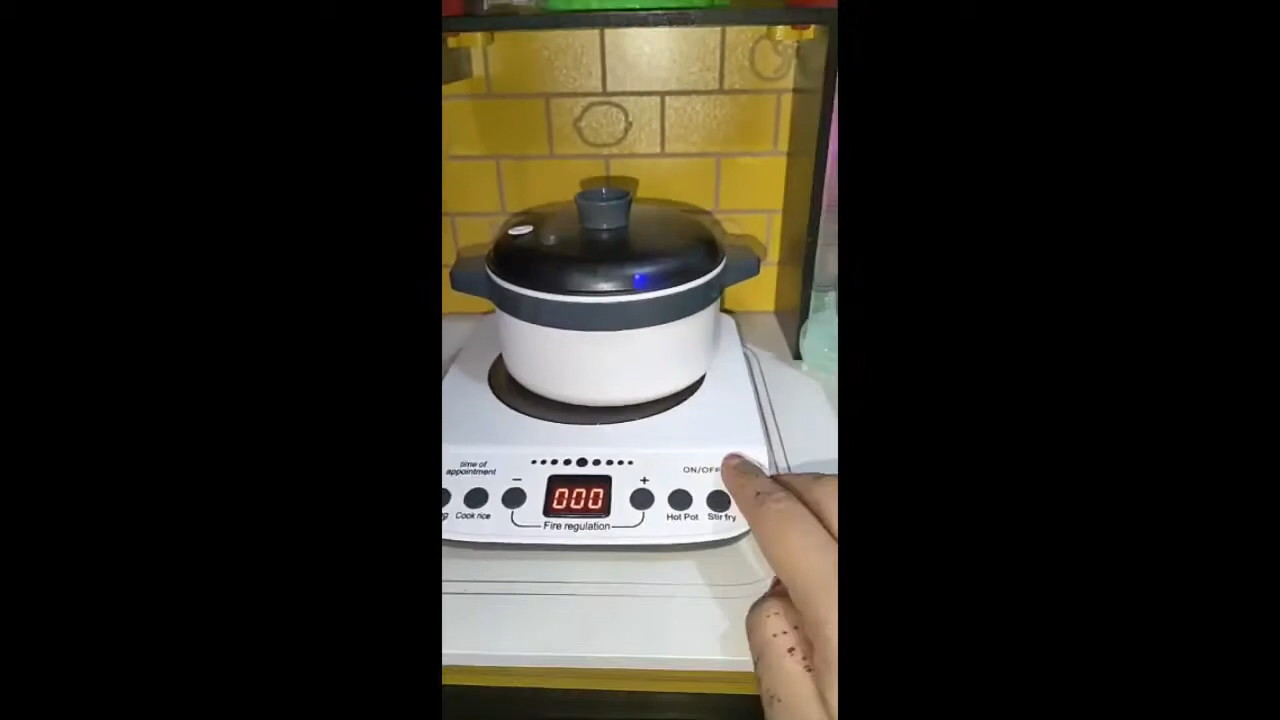 time of
appointment
ON/OFF
−
+
000
Cook rice
Fire regulation
Hot Pot
Stir fry